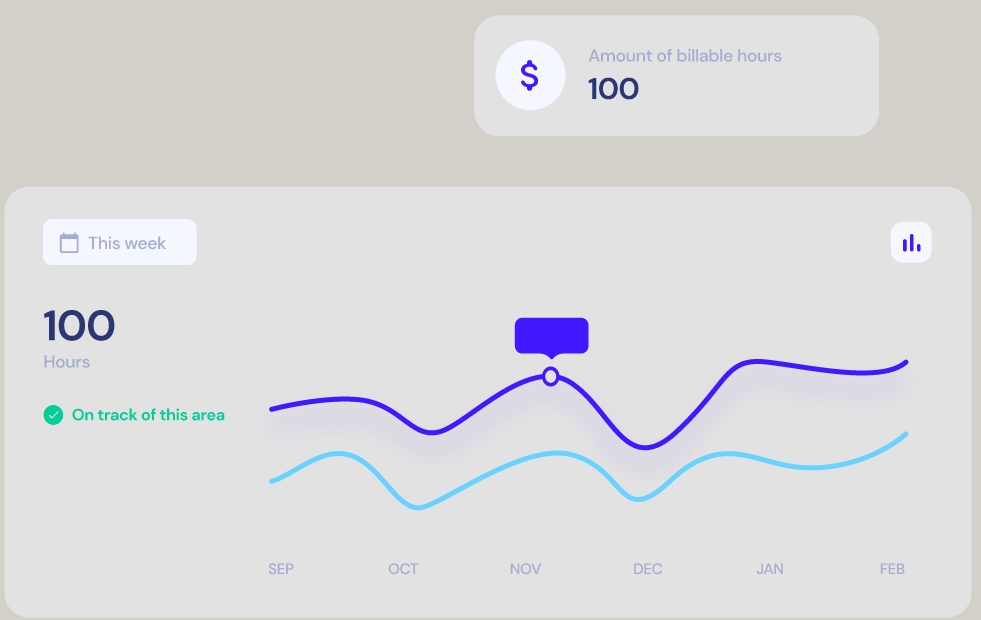 $
Amount of billable hours
100
This week
100
Hours
On track of this area
SEP OCT NOV DEC JAN FEB